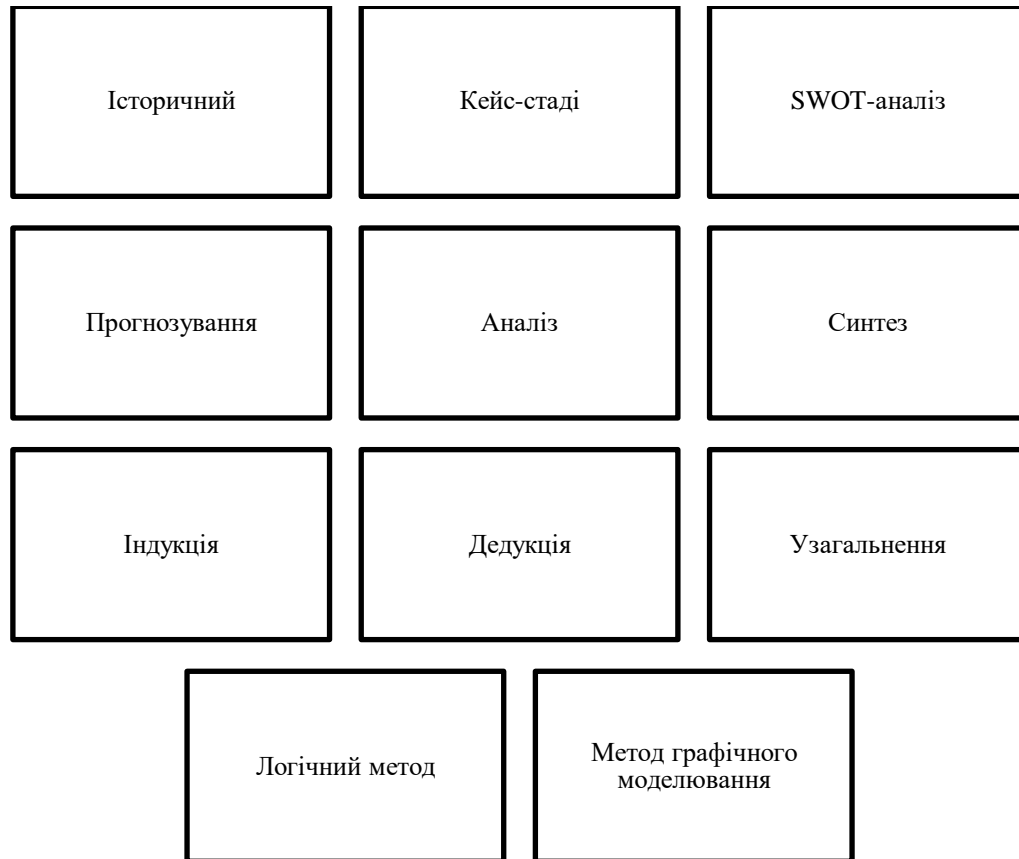 Історичний
Кейс-стаді
SWOT-аналіз
Прогнозування
Аналіз
Синтез
Індукція
Дедукція
Узагальнення
Логічний метод
Метод графічного
моделювання